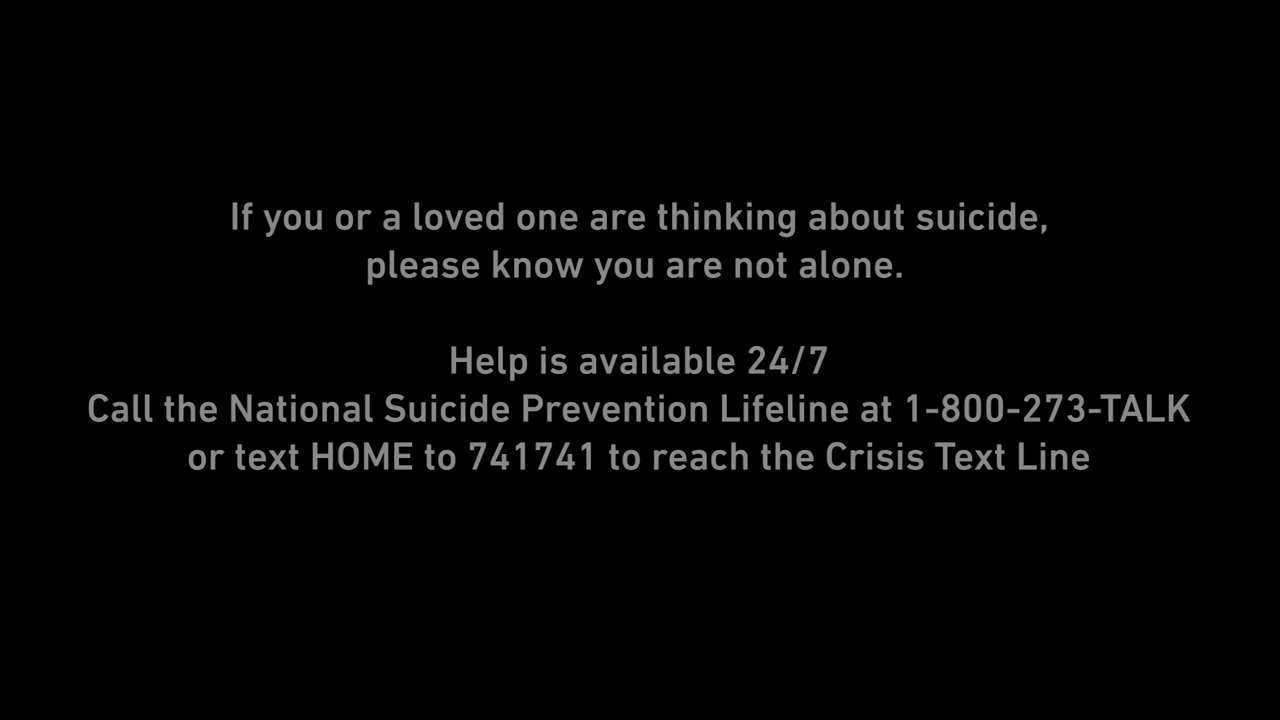 If you or a loved one are thinking about suicide,
please know you are not alone.
Help is available 24/7
Call the National Suicide Prevention Lifeline at 1-800-273-TALK
or text HOME to 741741 to reach the Crisis Text Line